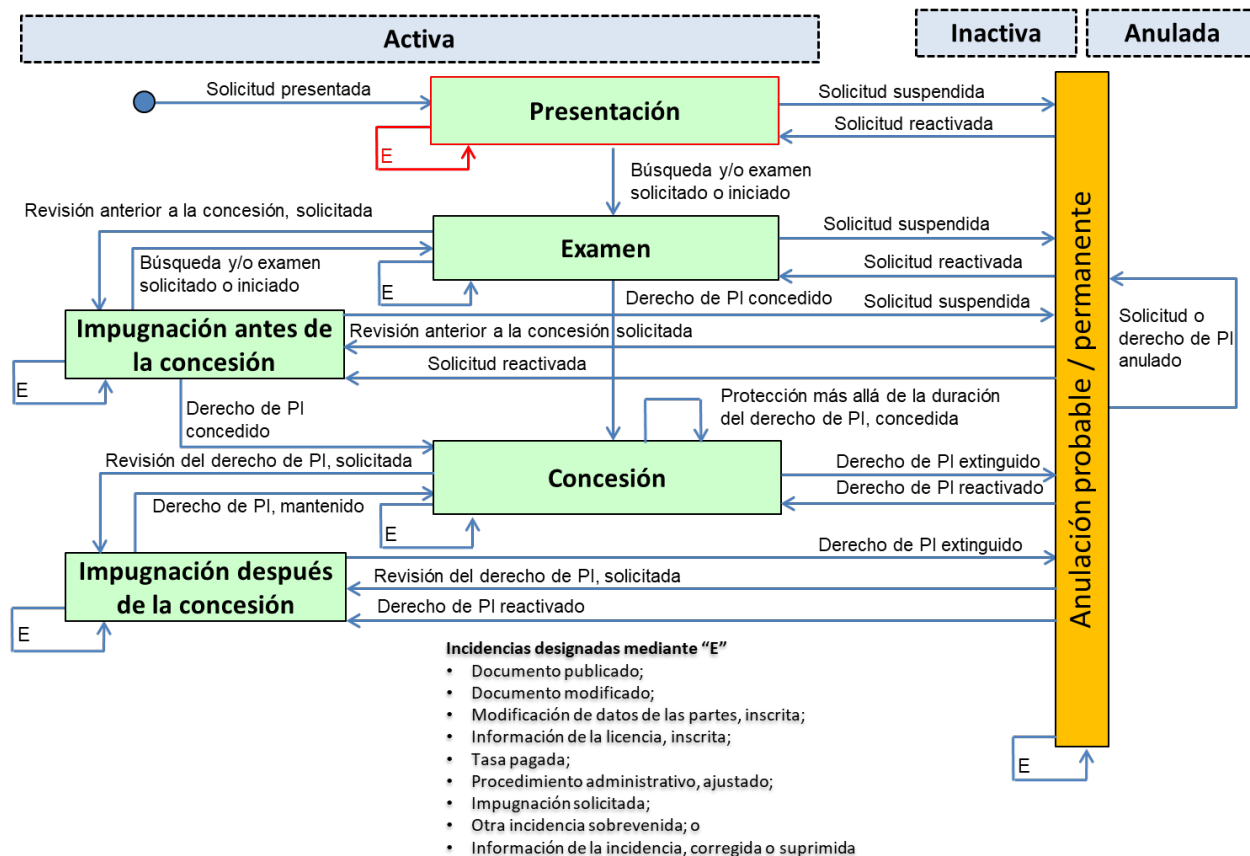 Activa
Inactiva
Anulada
Solicitud presentada
Presentación
Solicitud suspendida
Solicitud reactivada
E
Búsqueda y/o examen
solicitado o iniciado
Revisión anterior a la concesión, solicitada
Examen
Solicitud suspendida
Solicitud reactivada
Búsqueda y/o examen
solicitado o iniciado
E
Derecho de PI concedido
Solicitud suspendida
Impugnación antes de
la concesión
Revisión anterior a la concesión solicitada
Solicitud reactivada
E
Solicitud o
derecho de PI
anulado
Anulación probable / permanente
Derecho de PI
concedido
Protección más allá de la duración
del derecho de PI, concedida
Revisión del derecho de PI, solicitada
Concesión
Derecho de PI extinguido
Derecho de PI reactivado
Derecho de PI, mantenido
E
Derecho de PI extinguido
Impugnación después
de la concesión
Revisión del derecho de PI, solicitada
Derecho de PI reactivado
E
Incidencias designadas mediante “E”
• Documento publicado;
• Documento modificado;
• Modificación de datos de las partes, inscrita;
• Información de la licencia, inscrita;
• Tasa pagada;
• Procedimiento administrativo, ajustado;
• Impugnación solicitada;
• Otra incidencia sobrevenida; o
• Información de la incidencia, corregida o suprimida
E